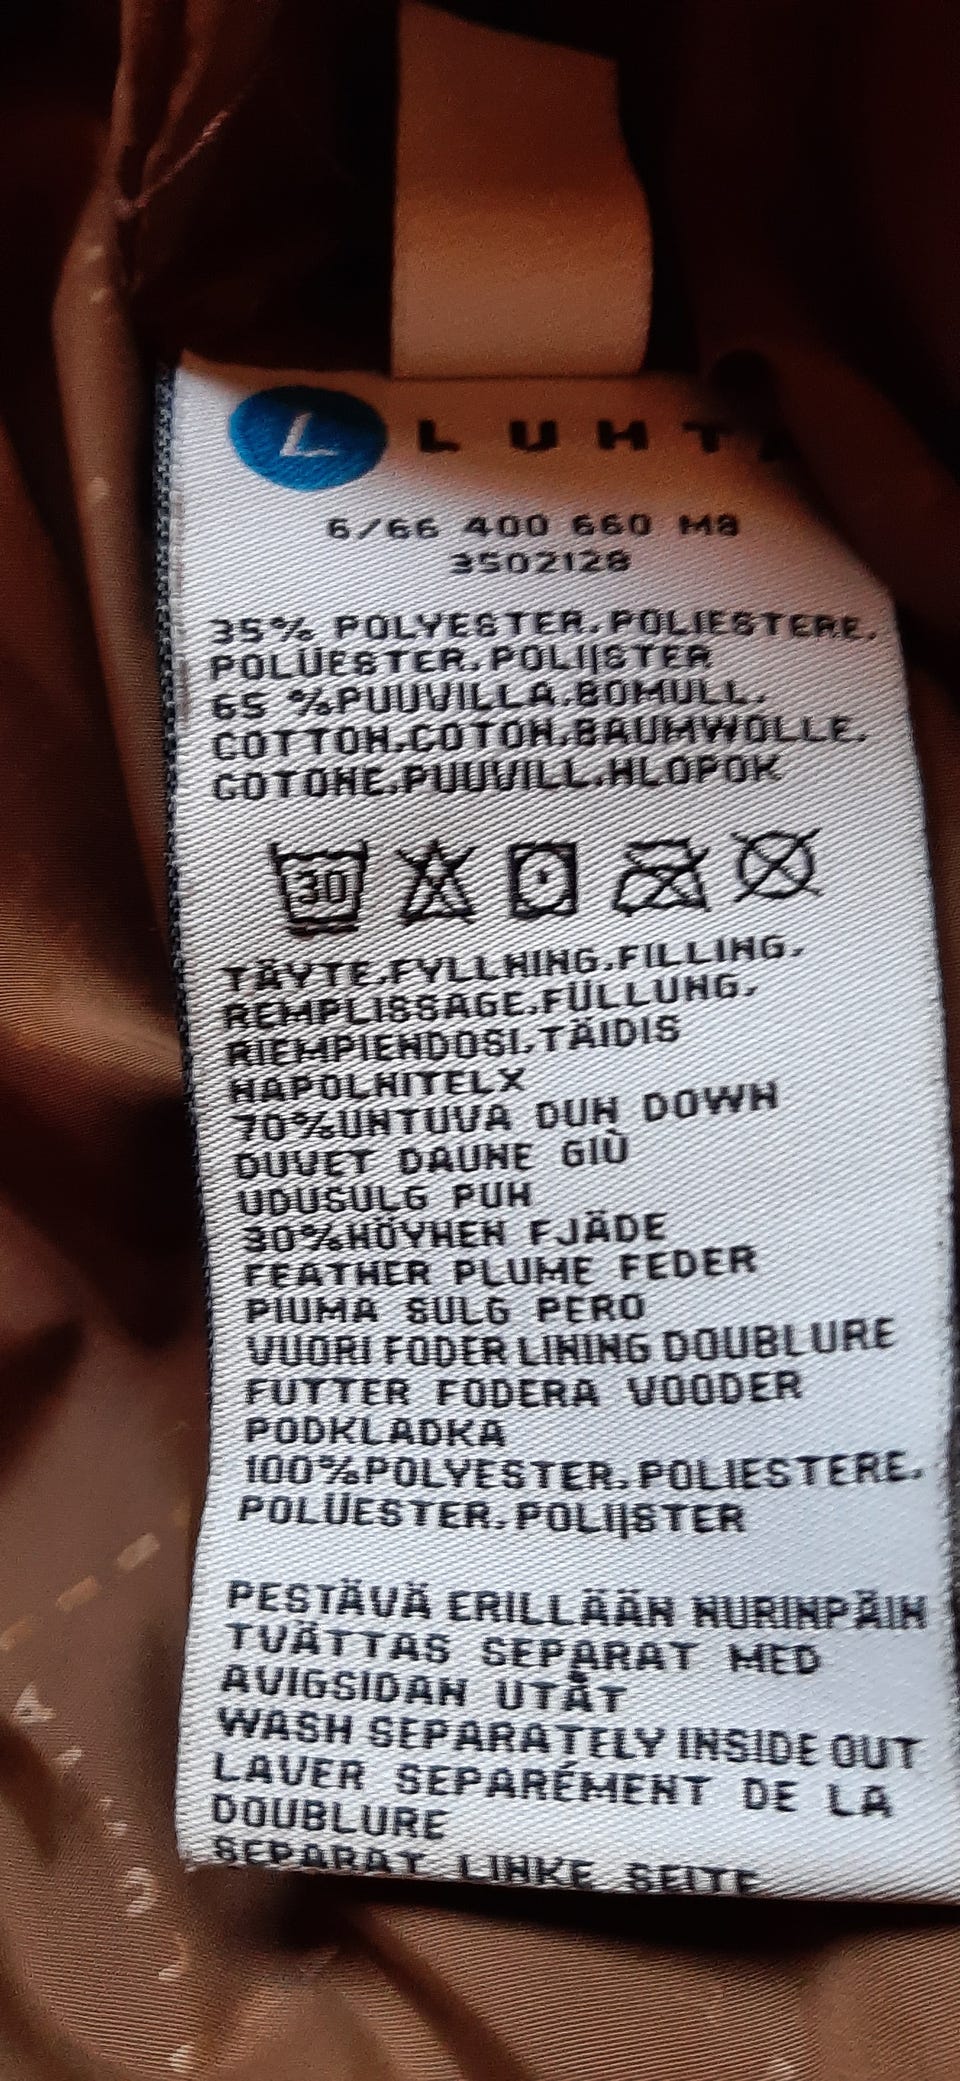 L LUHTA
6/66 400 660 M8
3502128
35% POLYESTER.POLIESTERE.
POLÜESTER.POLIJSTER
65 %PUUVILLA.BOMULL.
COTTON.COTON.BAUMWOLLE.
COTONE.PUUVILL.HLOPOK
30
TÄYTE.FYLLNING.FILLING.
REMPLISSAGE.FÜLLUNG.
RIEMPIENDOSI.TÄIDIS
NAPOLNITELX
70%UNTUVA DUN DOWN
DUVET DAUNE GIÙ
UDUSULG PUH
30%HÖYHEN FJÄDE
FEATHER PLUME FEDER
PIUMA SULG PERO
VUORI FODER LINING DOUBLURE
FUTTER FODERA VOODER
PODKLADKA
100%POLYESTER.POLIESTERE.
POLÜESTER.POLIJSTER
PESTÄVÄ ERILLÄÄN NURINPÄIN
TVÄTTAS SEPARAT MED
AVIGSIDAN UTÅT
WASH SEPARATELY INSIDE OUT
LAVER SEPARÉMENT DE LA
DOUBLURE
SEPARAT LINKE SEITE